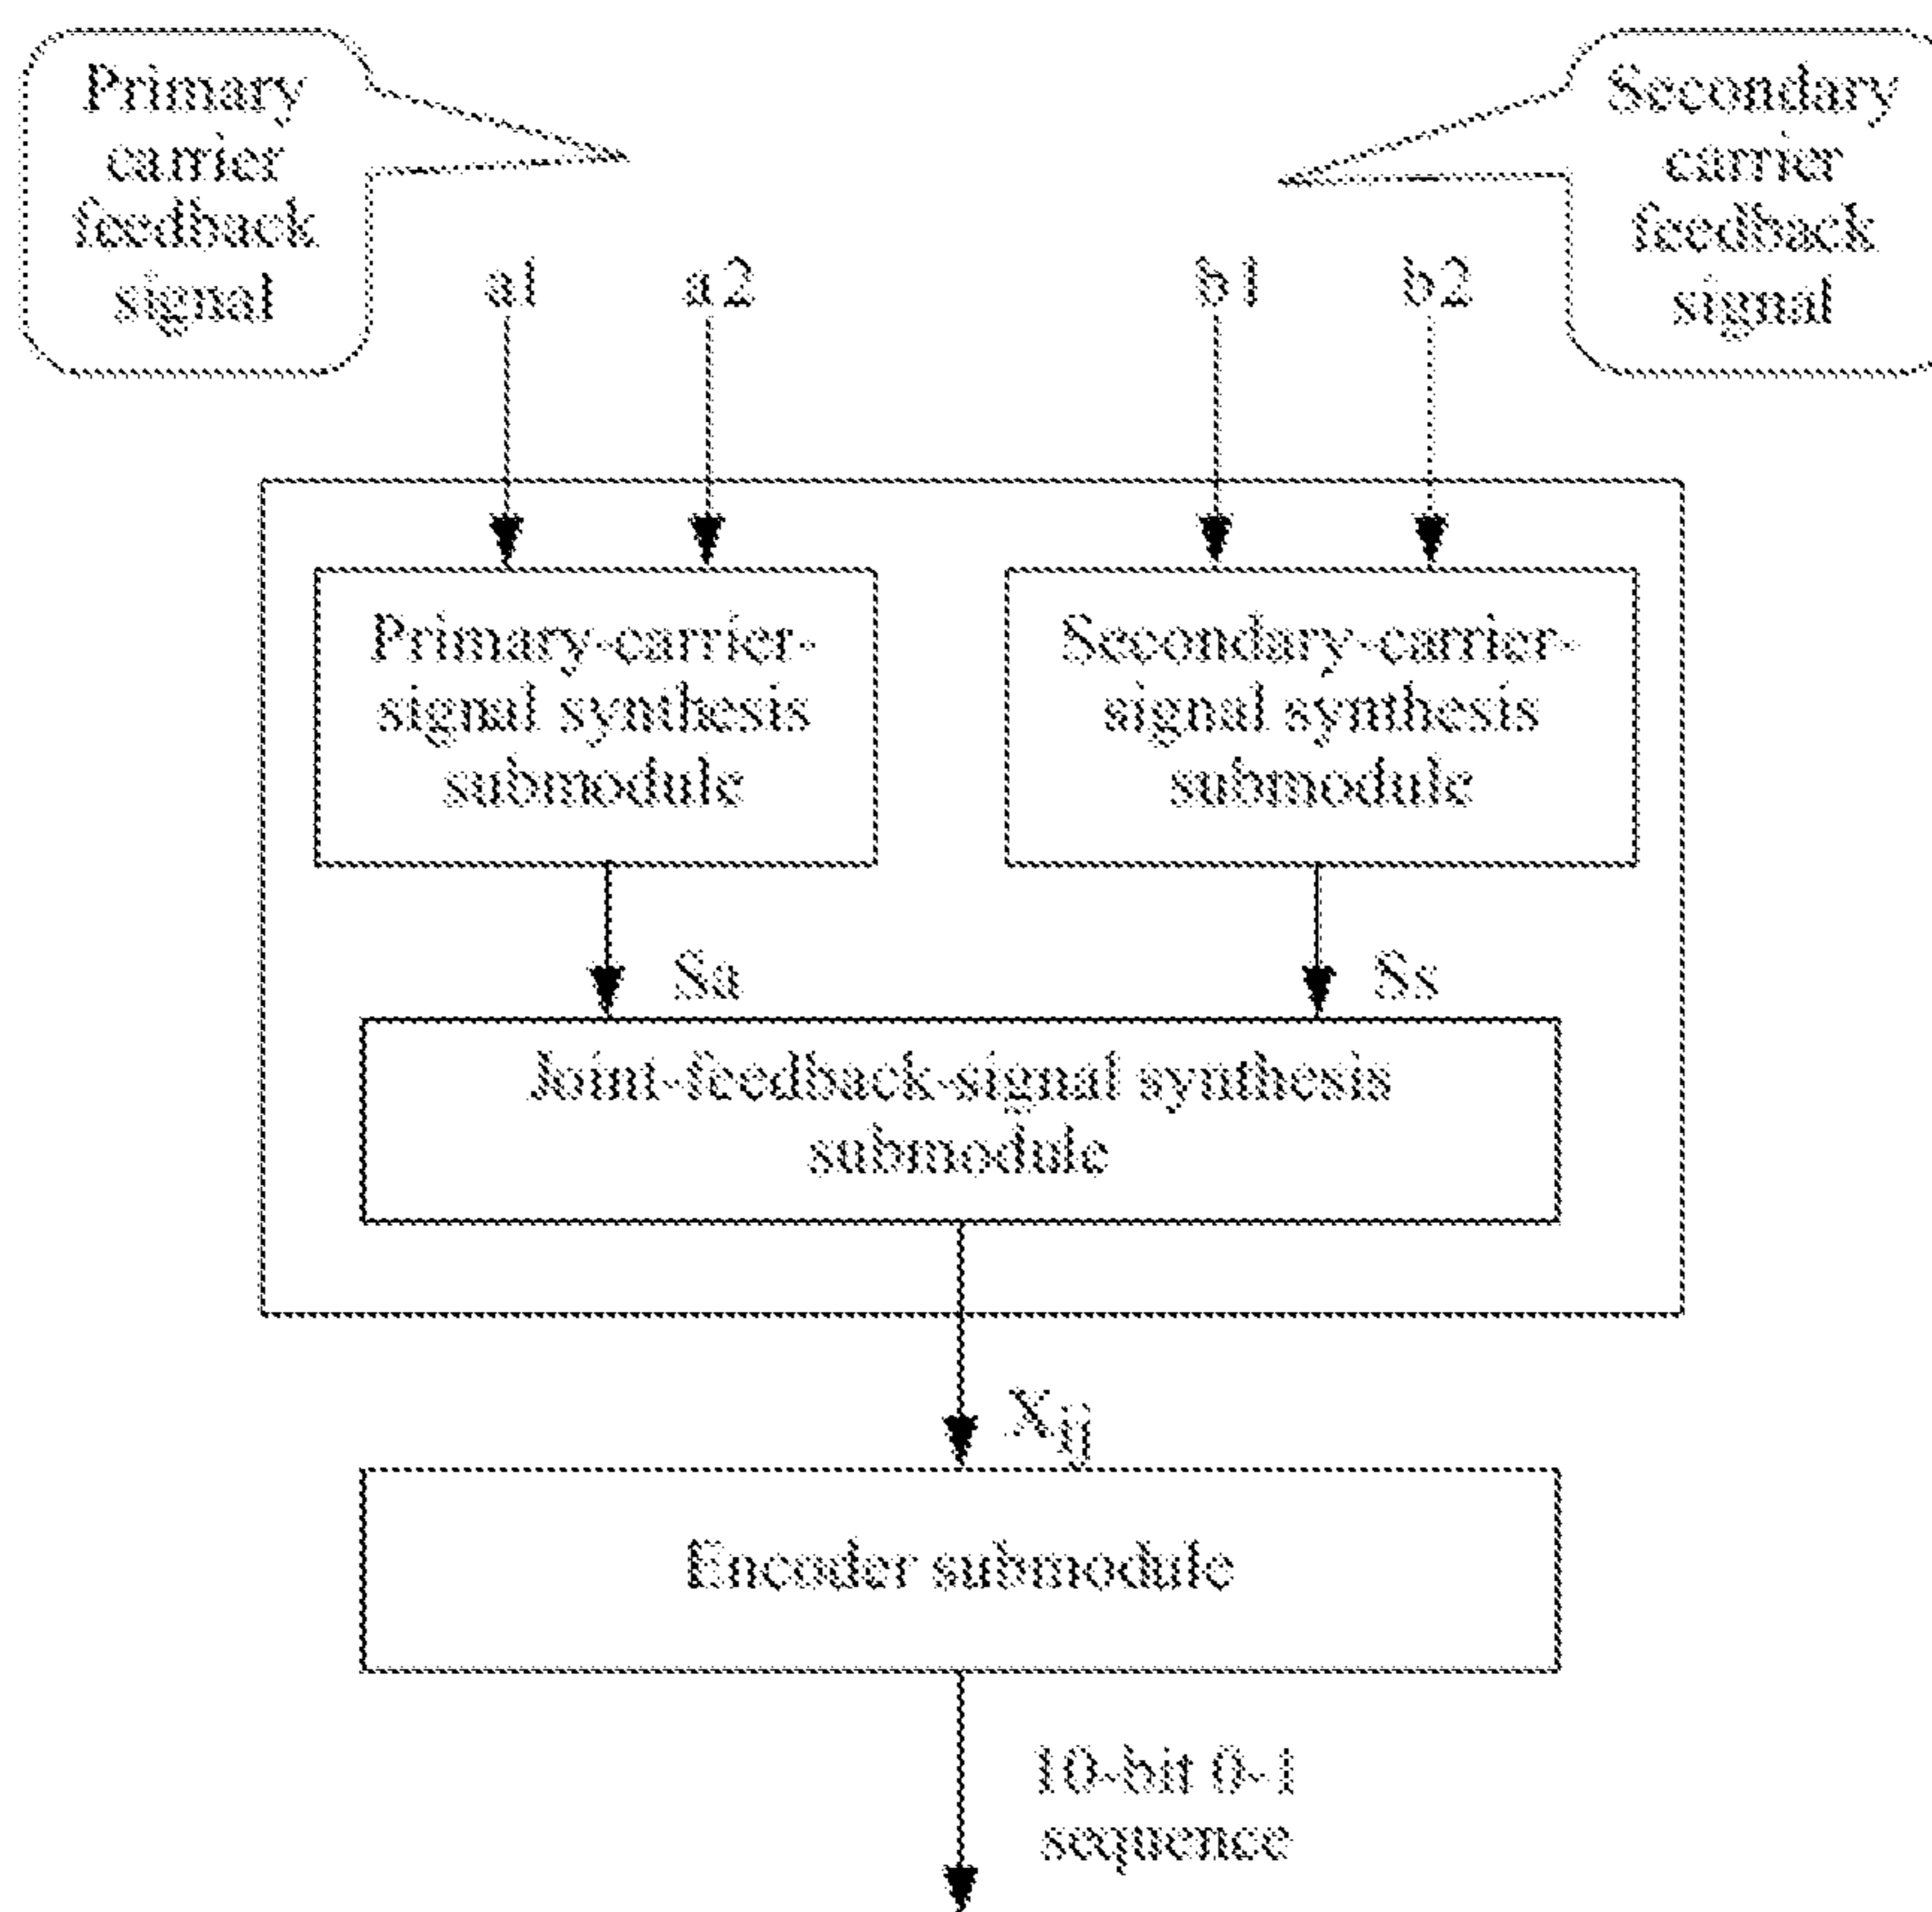 Primary
carrier
feedback
signal
Secondary
carrier
feedback
signal
a1
a2
b1
b2
Primary-carrier-
signal synthesis
submodule
Secondary-carrier-
signal synthesis
submodule
Sa
Ss
Joint-feedback-signal synthesis
submodule
Xij
Encoder submodule
10-bit 0-1
sequence